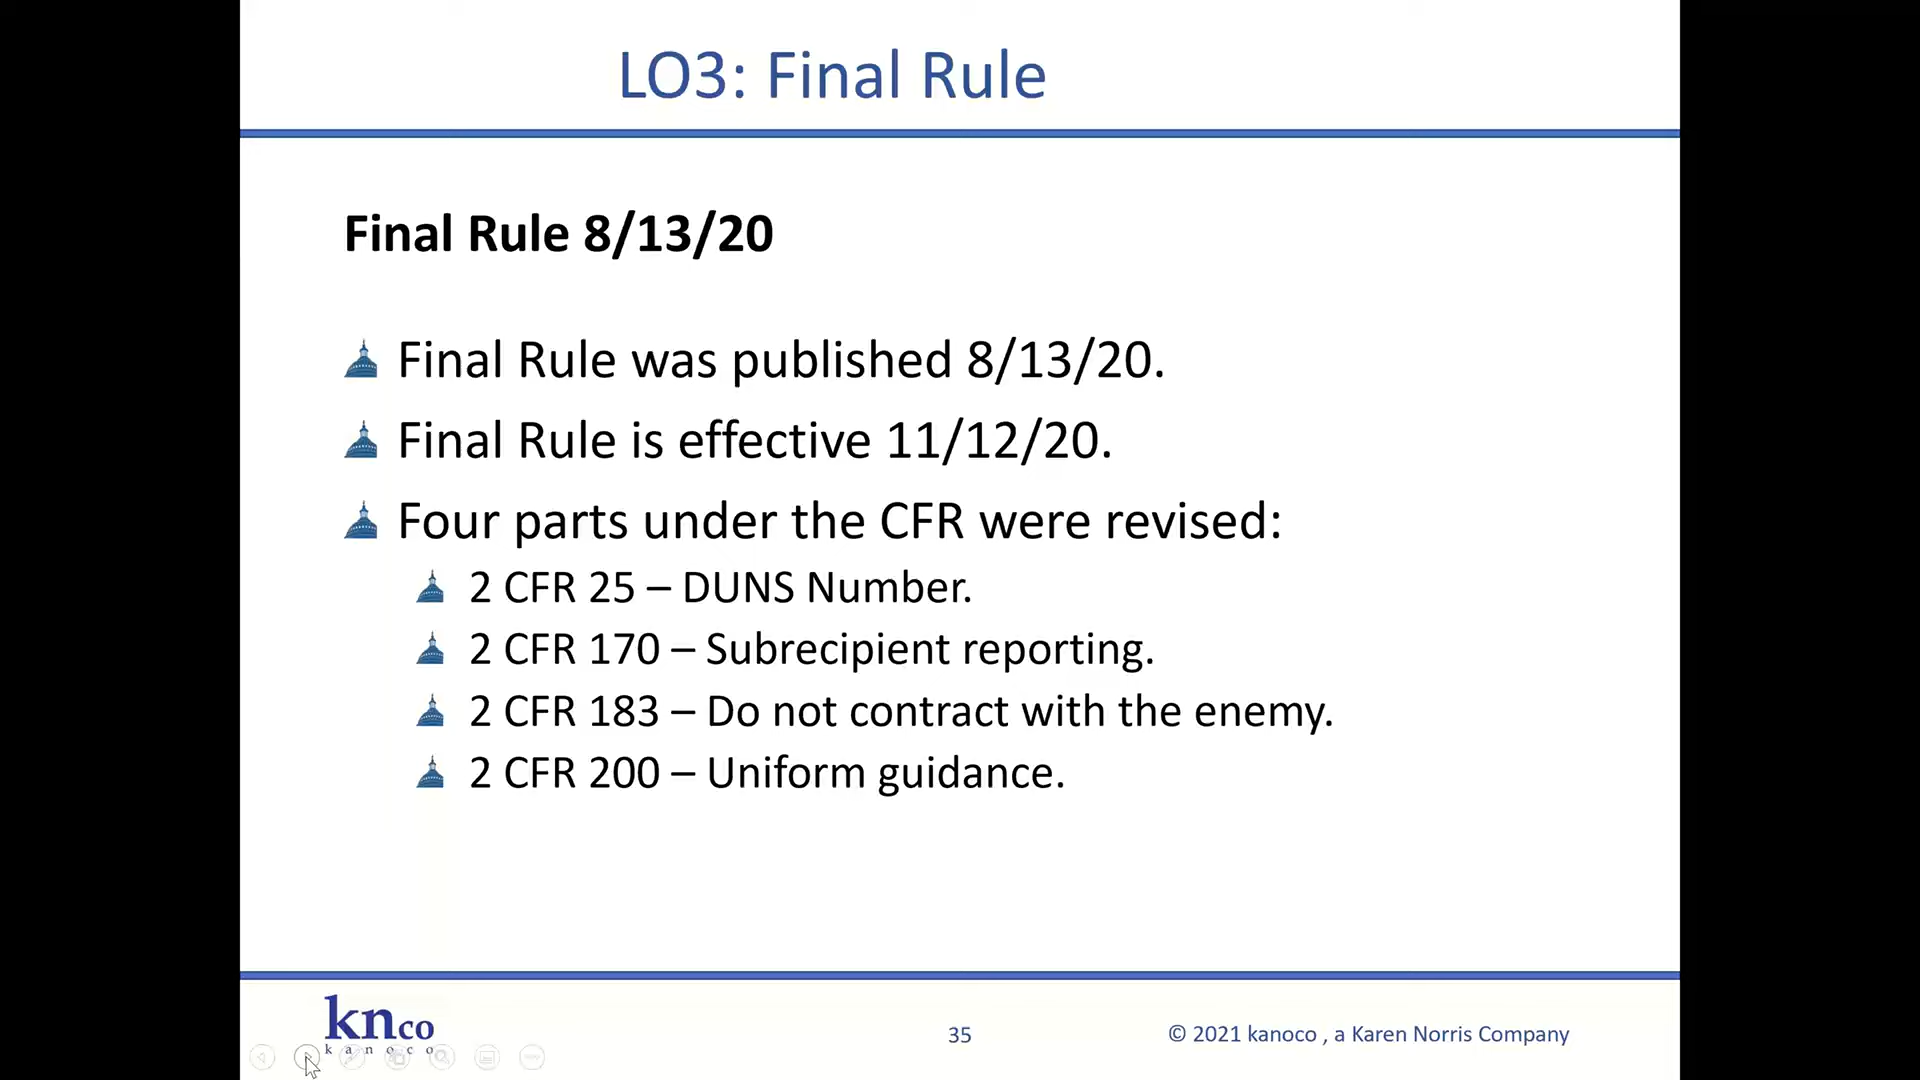 LO3: Final Rule
Final Rule 8/13/20
Final Rule was published 8/13/20.
Final Rule is effective 11/12/20.
Four parts under the CFR were revised:
2 CFR 25 – DUNS Number.
2 CFR 170 – Subrecipient reporting.
2 CFR 183 – Do not contract with the enemy.
2 CFR 200 – Uniform guidance.
knco
kanoco
35
© 2021 kanoco , a Karen Norris Company